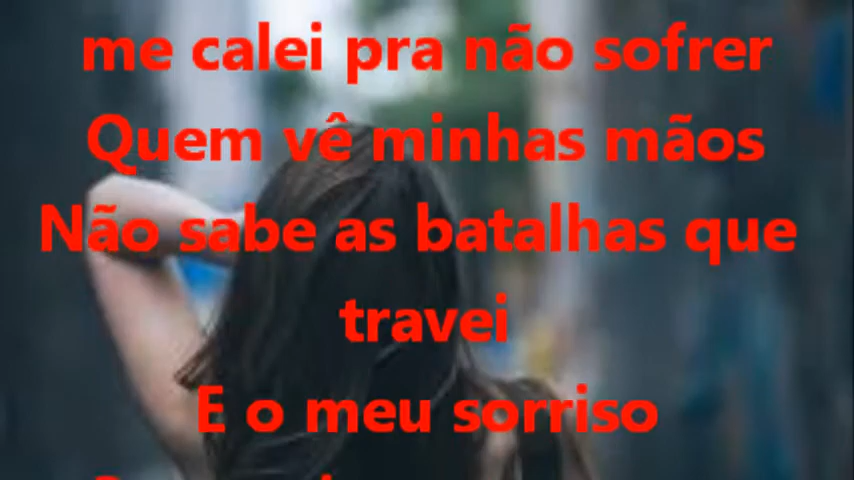 me calei pra não sofrer
Quem vê minhas mãos
Não sabe as batalhas que
travei
E o meu sorriso